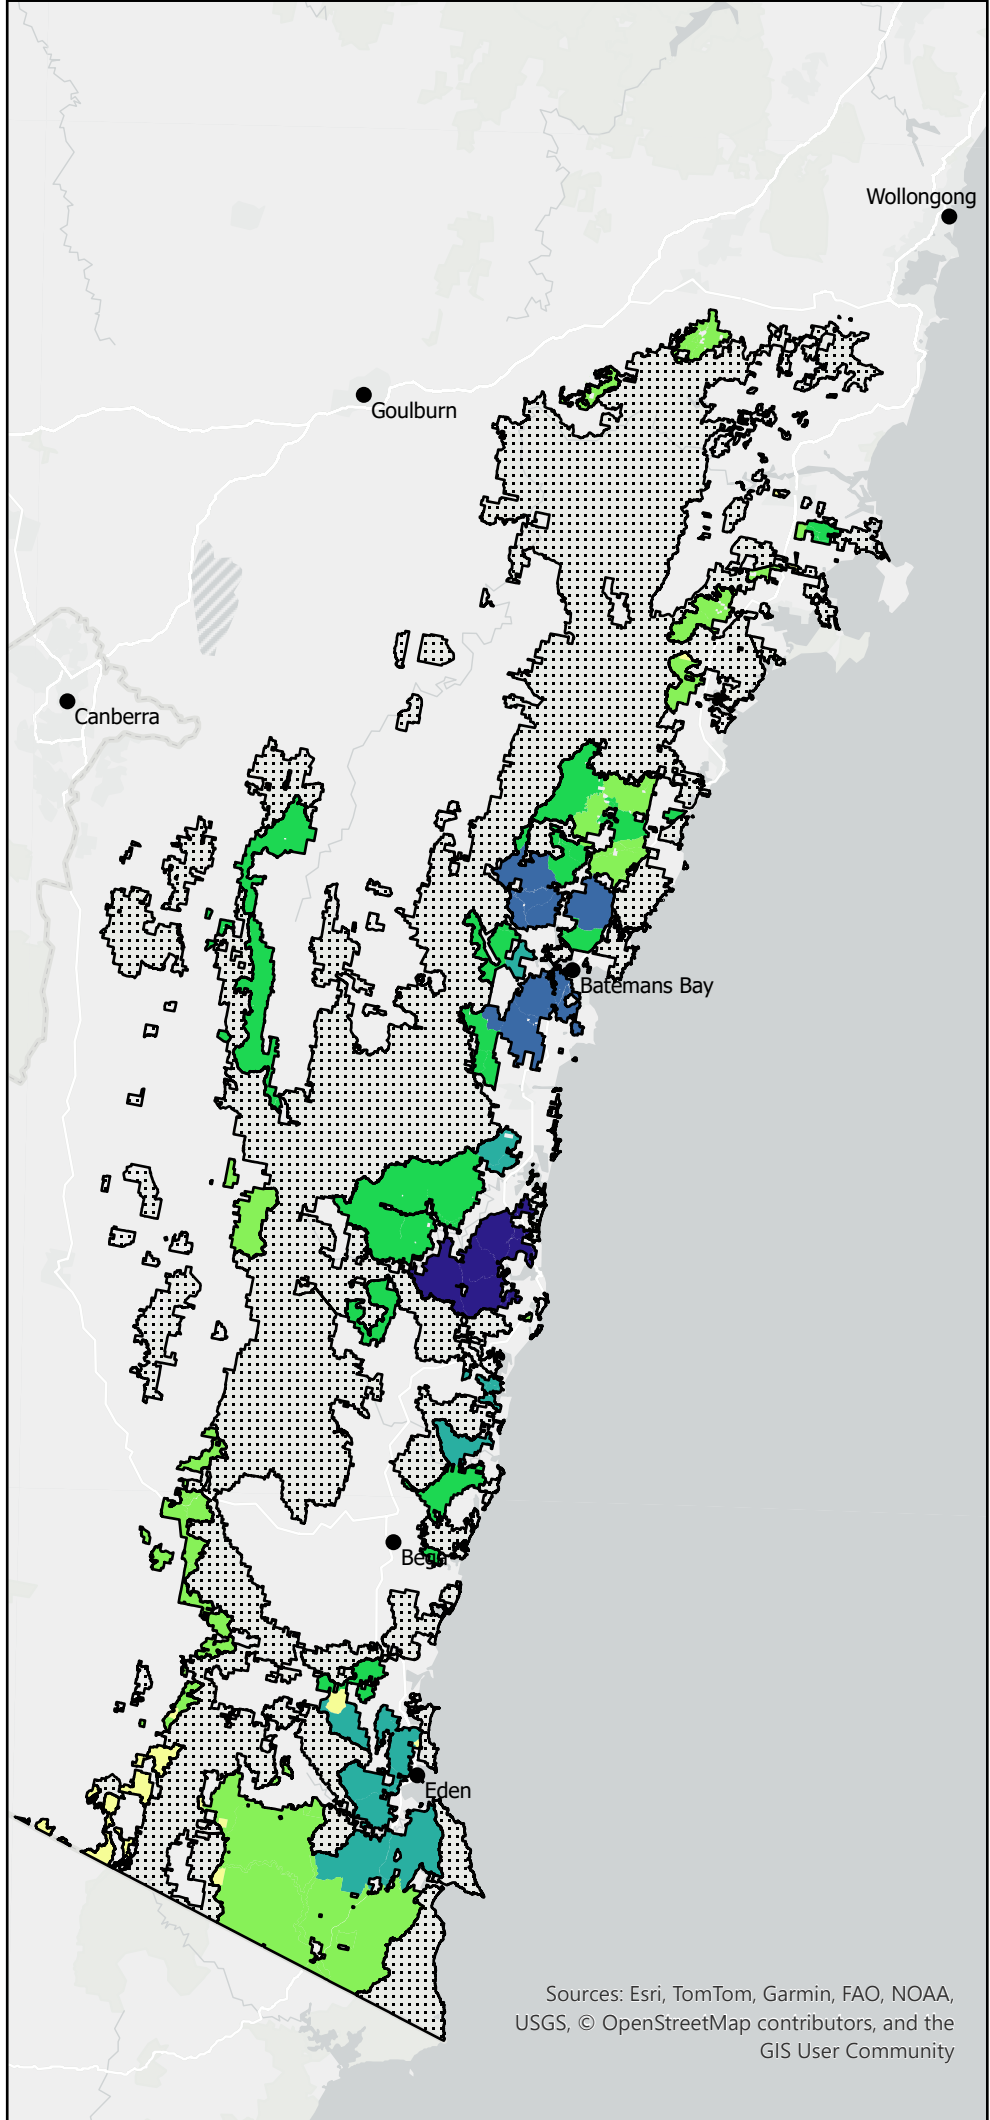 Wollongong
Goulburn
Canberra
Batemans Bay
Bega
Eden
Sources: Esri, TomTom, Garmin, FAO, NOAA,
USGS, © OpenStreetMap contributors, and the
GIS User Community